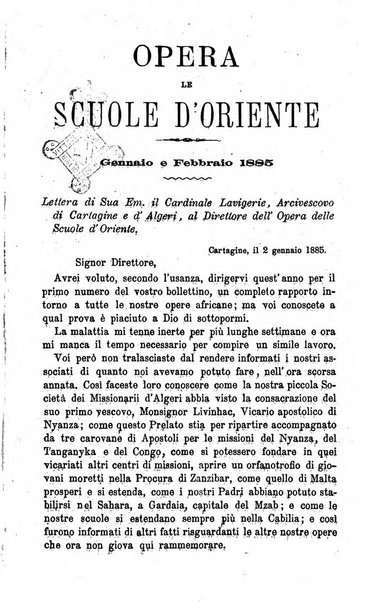 OPERA
LE
SCUOLE D'ORIENTE
Gennaio e Febbraio 1885
Lettera di Sua Em. il Cardinale Lavigerie, Arcivescovo
di Cartagine e d'Algeri, al Direttore dell'Opera delle
Scuole d'Oriente.
Cartagine, il 2 gennaio 1885.
Signor Direttore,
Avrei voluto, secondo l'usanza, dirigervi quest'anno per il
primo numero del vostro bollettino, un completo rapporto in-
torno a tutte le nostre opere africane; ma voi conoscete a
qual prova è piaciuto a Dio di sottopormi.
La malattia mi tenne inerte per più lunghe settimane e ora
mi manca il tempo necessario per compire un simile lavoro.
Voi però non tralasciaste dal rendere informati i nostri as-
sociati di quanto avevamo potuto fare, nell'ora scorsa
annata. Così faceste loro conoscere, come la nostra piccola So-
cietà dei Missionarii d'Algeri abbia visto la consacrazione del
suo primo vescovo, Monsignor Livinhac, Vicario apostolico di
Nyanza; come questo Prelato stia per ripartire accompagnato
da tre carovane di Apostoli per le missioni del Nyanza, del
Tanganyka e del Congo, come si potessero fondare in quei
vicariati altri centri di missioni, aprire un orfanotrofio di gio-
vani moretti nella Procura di Zanzibar, come quello di Malta
prosperi e si estenda, come i nostri Padri abbiano potuto sta-
bilirsi nel Sahara, a Gardaia, capitale del Mzab; e come le
nostre scuole si estendano sempre più nella Cabilia; e così
furono informati di altri fatti risguardanti le altre nostre opere
che ora non giova qui rammemorare.